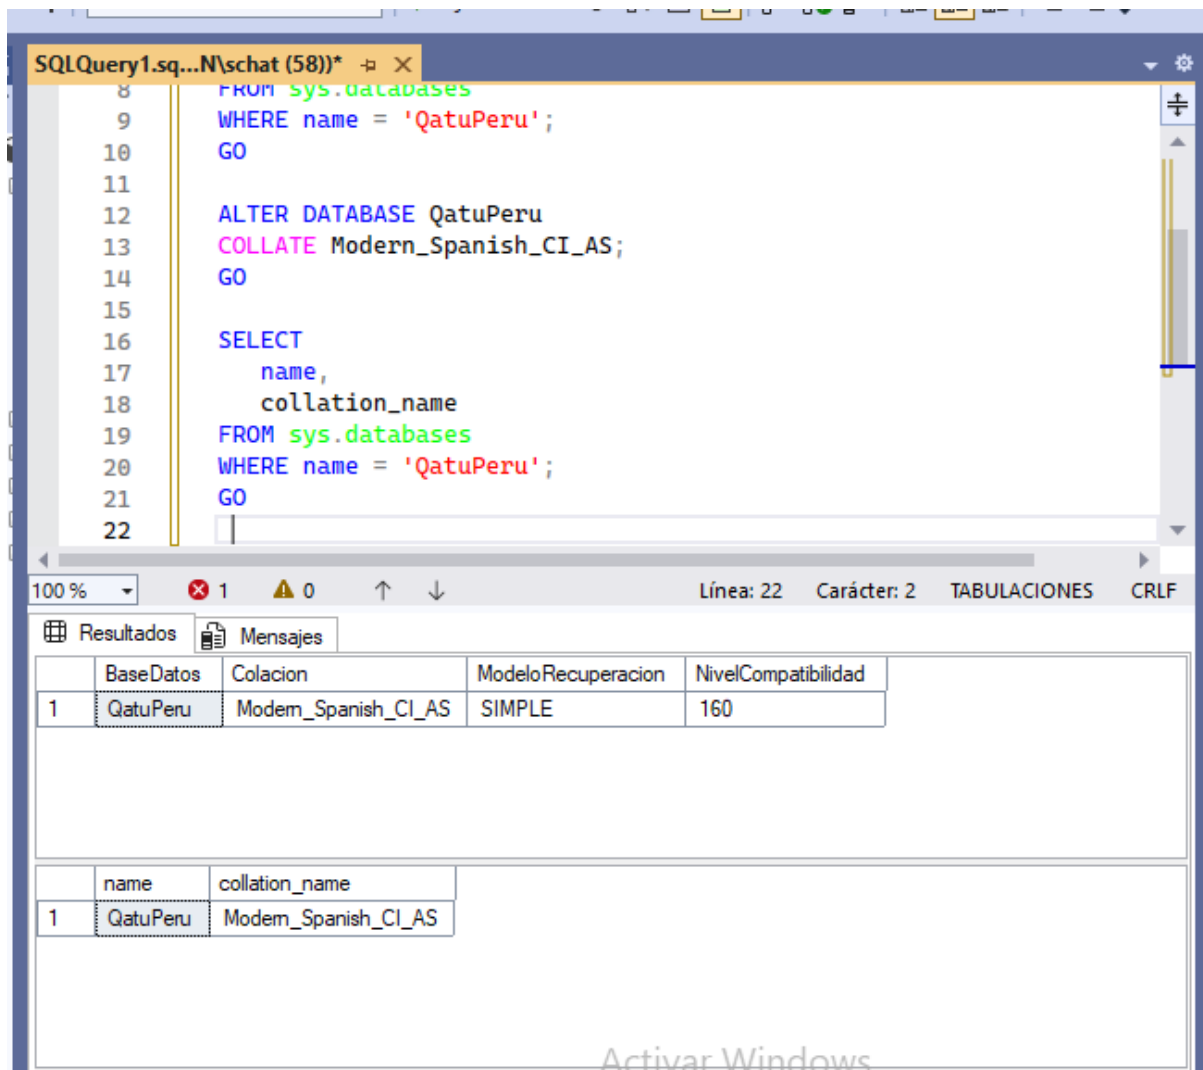 SQLQuery1.sq...N\schat (58))*
8 FROM sys.databases
9 WHERE name = 'QatuPeru';
10 GO
11
12 ALTER DATABASE QatuPeru
13 COLLATE Modern_Spanish_CI_AS;
14 GO
15
16 SELECT
17 name,
18 collation_name
19 FROM sys.databases
20 WHERE name = 'QatuPeru';
21 GO
22
100 % 1 0 Línea: 22 Carácter: 2 TABULACIONES CRLF
Resultados Mensajes
BaseDatos Colacion ModeloRecuperacion NivelCompatibilidad
1 QatuPeru Modern_Spanish_CI_AS SIMPLE 160
name collation_name
1 QatuPeru Modern_Spanish_CI_AS
Activar Windows